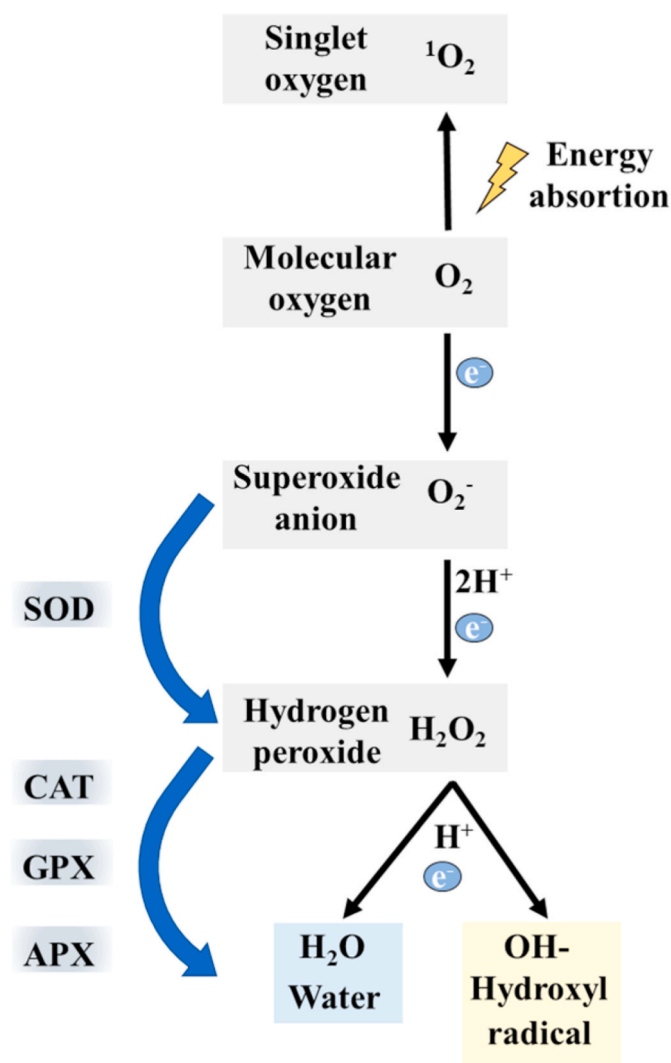 Singlet
oxygen
¹O₂
Energy
absortion
Molecular
oxygen
O₂
e⁻
Superoxide
anion
O₂⁻
SOD
2H⁺
e⁻
Hydrogen
peroxide
H₂O₂
CAT
GPX
APX
H⁺
e⁻
H₂O
Water
OH-
Hydroxyl
radical